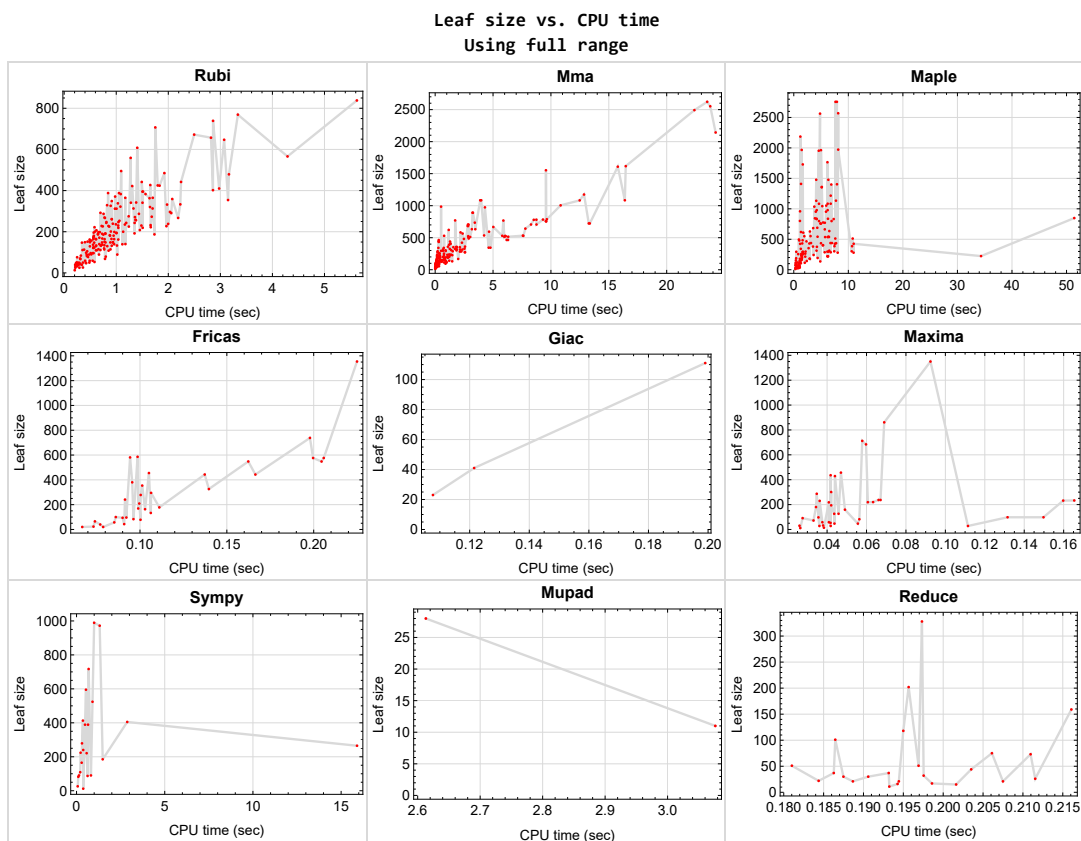 Leaf size vs. CPU time
Using full range
Rubi
Mma
Maple
Leaf size
800
600
400
200
0
0 1 2 3 4 5
CPU time (sec)
Leaf size
2500
2000
1500
1000
500
0
0 5 10 15 20
CPU time (sec)
Leaf size
2500
2000
1500
1000
500
0
0 10 20 30 40 50
CPU time (sec)
Fricas
Giac
Maxima
Leaf size
1400
1200
1000
800
600
400
200
0
0.10 0.15 0.20
CPU time (sec)
Leaf size
100
80
60
40
20
0
0.12 0.14 0.16 0.18 0.20
CPU time (sec)
Leaf size
1400
1200
1000
800
600
400
200
0
0.04 0.06 0.08 0.10 0.12 0.14 0.16
CPU time (sec)
Sympy
Mupad
Reduce
Leaf size
1000
800
600
400
200
0
0 5 10 15
CPU time (sec)
Leaf size
25
20
15
10
5
0
2.6 2.7 2.8 2.9 3.0
CPU time (sec)
Leaf size
300
250
200
150
100
50
0
0.180 0.185 0.190 0.195 0.200 0.205 0.210 0.215
CPU time (sec)